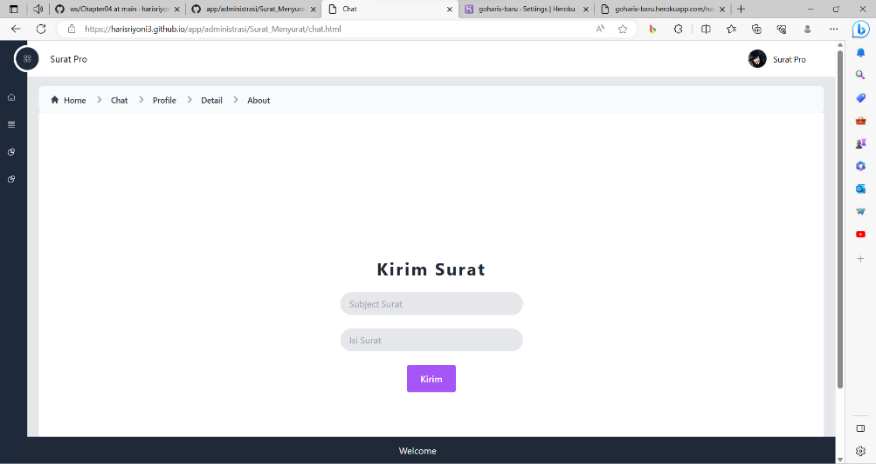 ws/Chapter04 at main · harisriyoni
app/administrasi/Surat_Menyurat
Chat
goharis-baru · Settings | Heroku
goharis-baru.herokuapp.com/na
https://harisriyoni3.github.io/app/administrasi/Surat_Menyurat/chat.html
Surat Pro
Surat Pro
Home > Chat > Profile > Detail > About
Kirim Surat
Subject Surat
Isi Surat
Kirim
Welcome